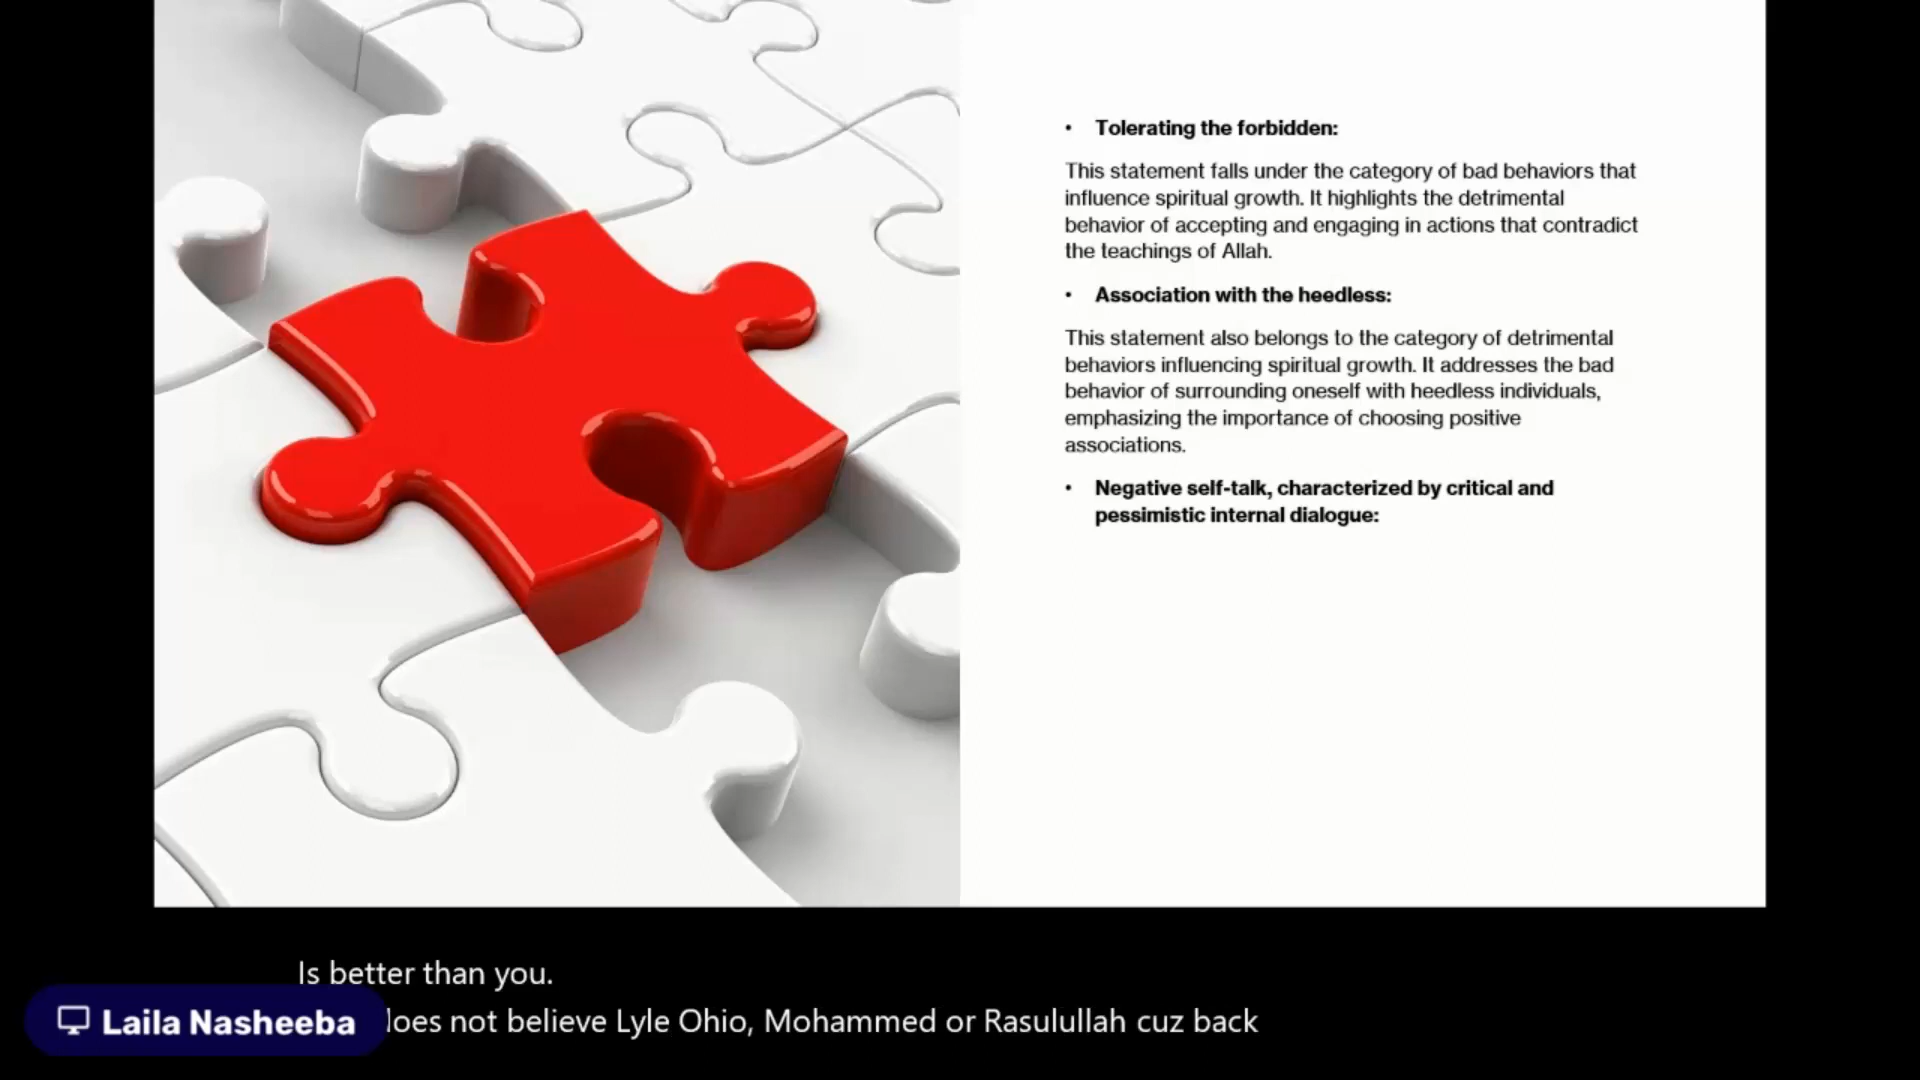 • Tolerating the forbidden:
This statement falls under the category of bad behaviors that
influence spiritual growth. It highlights the detrimental
behavior of accepting and engaging in actions that contradict
the teachings of Allah.
• Association with the heedless:
This statement also belongs to the category of detrimental
behaviors influencing spiritual growth. It addresses the bad
behavior of surrounding oneself with heedless individuals,
emphasizing the importance of choosing positive
associations.
• Negative self-talk, characterized by critical and
pessimistic internal dialogue:
Is better than you.
not believe Lyle Ohio, Mohammed or Rasulullah cuz back
Laila Nasheeba